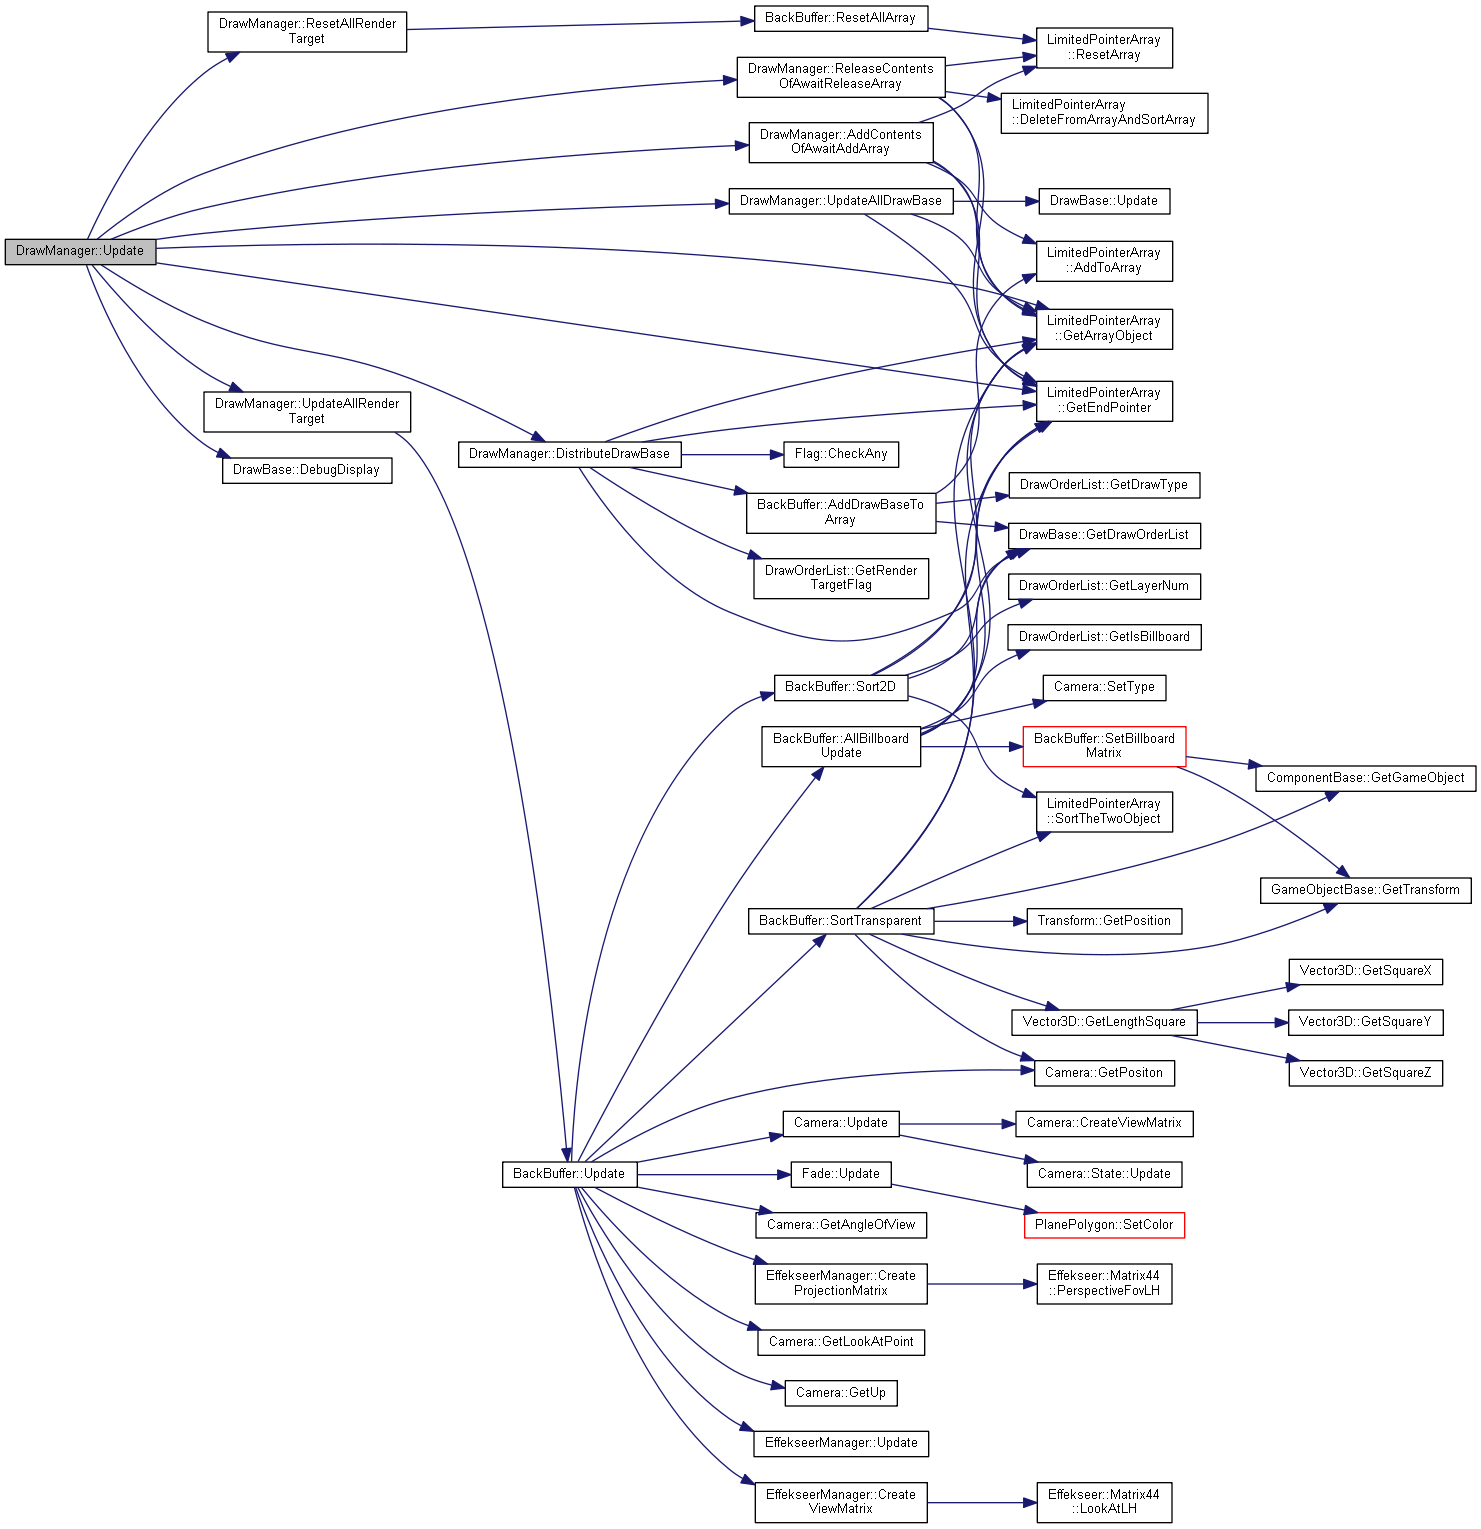 DrawManager::Update
DrawManager::ResetAllRender
Target
DrawManager::UpdateAllRender
Target
DrawBase::DebugDisplay
DrawManager::DistributeDrawBase
BackBuffer::Update
BackBuffer::ResetAllArray
DrawManager::ReleaseContents
OfAwaitReleaseArray
DrawManager::AddContents
OfAwaitAddArray
DrawManager::UpdateAllDrawBase
Flag::CheckAny
BackBuffer::AddDrawBaseTo
Array
DrawOrderList::GetRender
TargetFlag
BackBuffer::Sort2D
BackBuffer::AllBillboard
Update
BackBuffer::SortTransparent
Camera::Update
Fade::Update
Camera::GetAngleOfView
EffekseerManager::Create
ProjectionMatrix
Camera::GetLookAtPoint
Camera::GetUp
EffekseerManager::Update
EffekseerManager::Create
ViewMatrix
LimitedPointerArray
::ResetArray
LimitedPointerArray
::DeleteFromArrayAndSortArray
DrawBase::Update
LimitedPointerArray
::AddToArray
LimitedPointerArray
::GetArrayObject
LimitedPointerArray
::GetEndPointer
DrawOrderList::GetDrawType
DrawBase::GetDrawOrderList
DrawOrderList::GetLayerNum
DrawOrderList::GetIsBillboard
Camera::SetType
BackBuffer::SetBillboard
Matrix
LimitedPointerArray
::SortTheTwoObject
Transform::GetPosition
Vector3D::GetLengthSquare
Camera::GetPositon
Camera::CreateViewMatrix
Camera::State::Update
PlanePolygon::SetColor
Effekseer::Matrix44
::PerspectiveFovLH
Effekseer::Matrix44
::LookAtLH
ComponentBase::GetGameObject
GameObjectBase::GetTransform
Vector3D::GetSquareX
Vector3D::GetSquareY
Vector3D::GetSquareZ